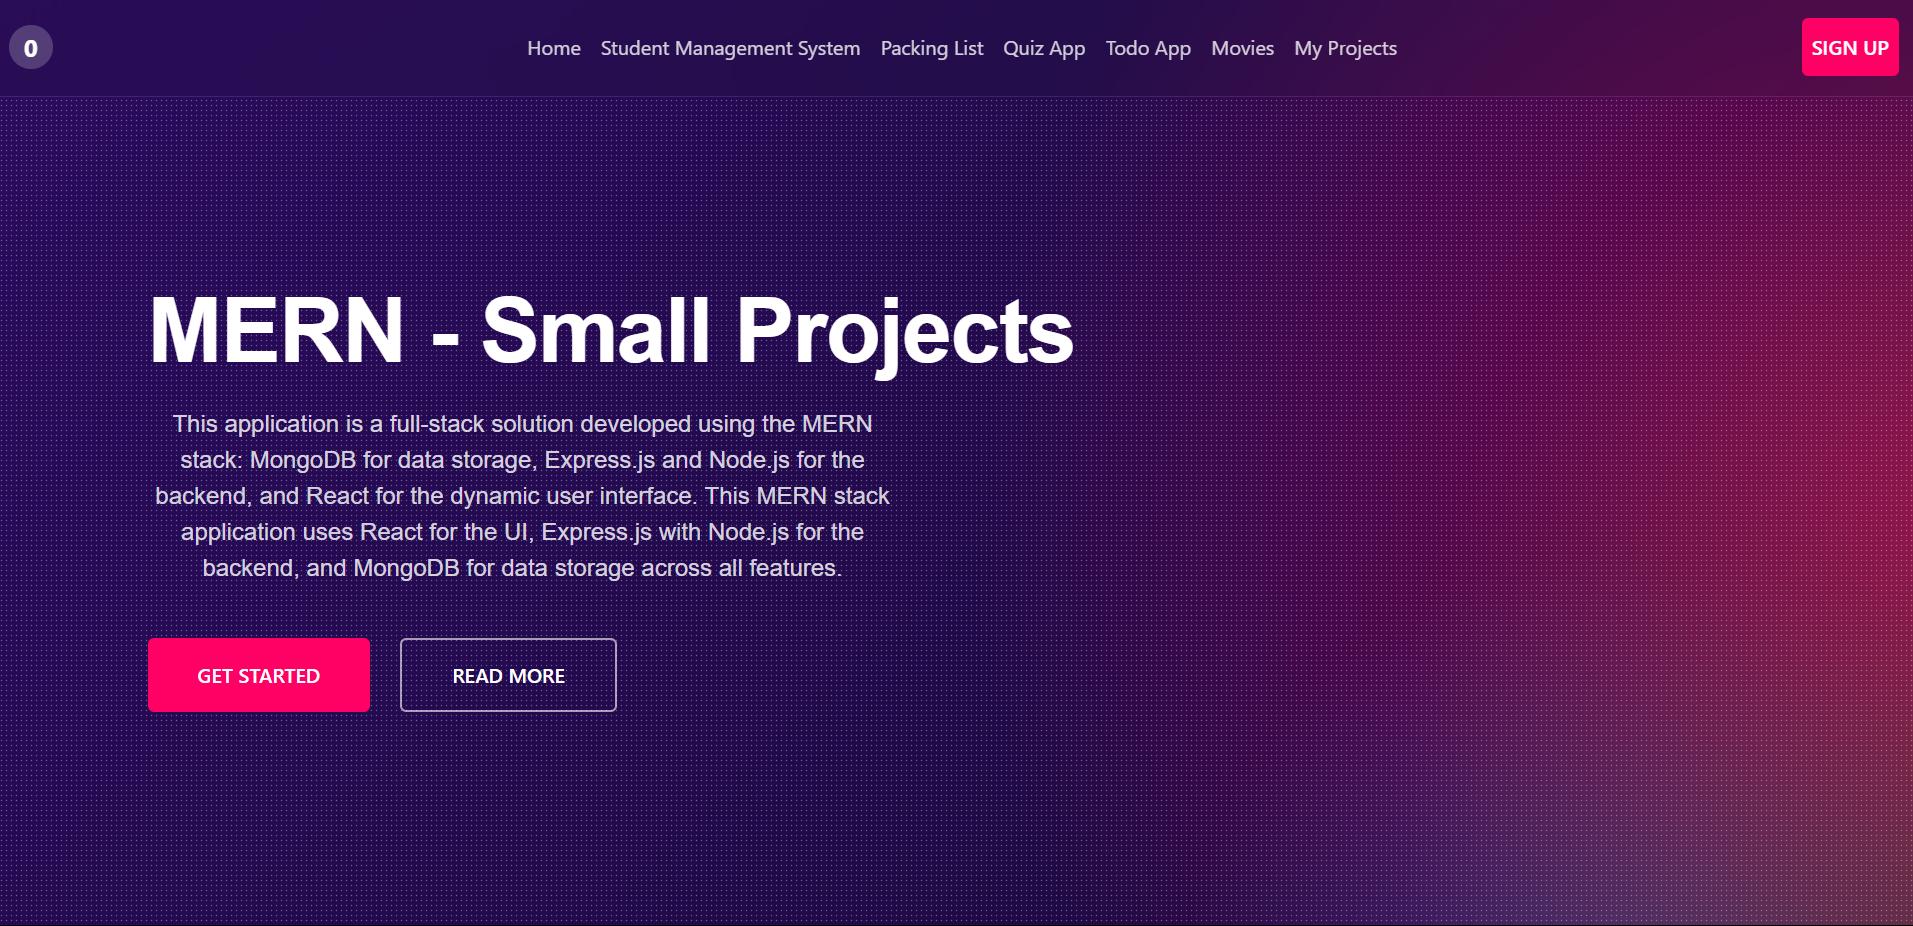 0
Home Student Management System Packing List Quiz App Todo App Movies My Projects
SIGN UP
MERN - Small Projects
This application is a full-stack solution developed using the MERN
stack: MongoDB for data storage, Express.js and Node.js for the
backend, and React for the dynamic user interface. This MERN stack
application uses React for the UI, Express.js with Node.js for the
backend, and MongoDB for data storage across all features.
GET STARTED
READ MORE